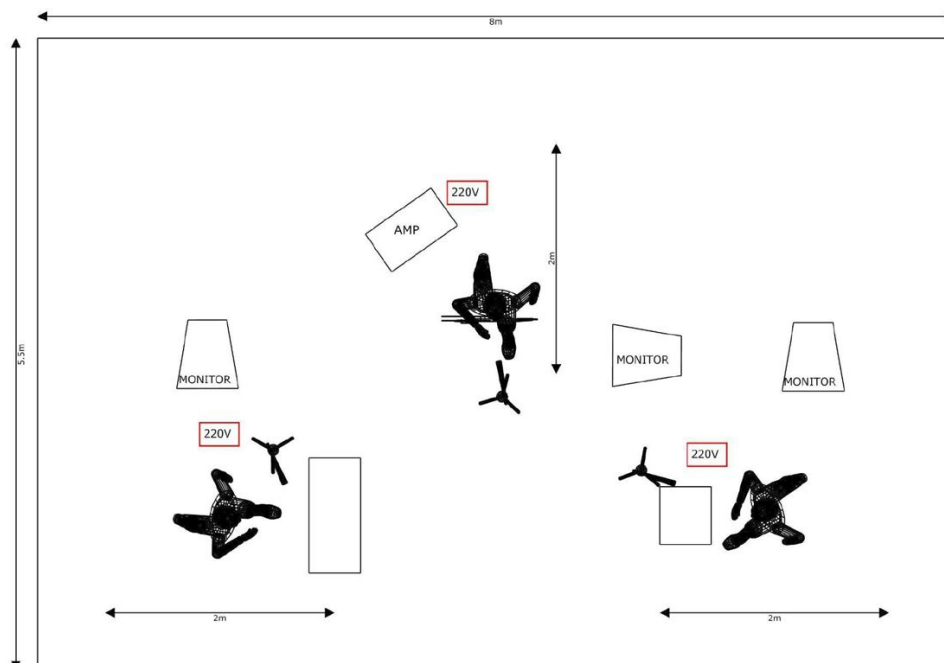 8m
220V
AMP
2m
5.5m
MONITOR
MONITOR
MONITOR
220V
220V
2m
2m